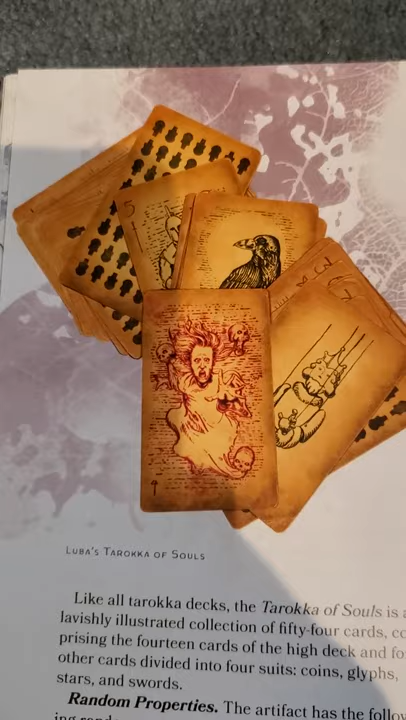 5
LUBA'S TAROKKA OF SOULS
Like all tarokka decks, the Tarokka of Souls is a
lavishly illustrated collection of fifty-four cards, co
prising the fourteen cards of the high deck and fo
other cards divided into four suits: coins, glyphs,
stars, and swords.
Random Properties. The artifact has the follow